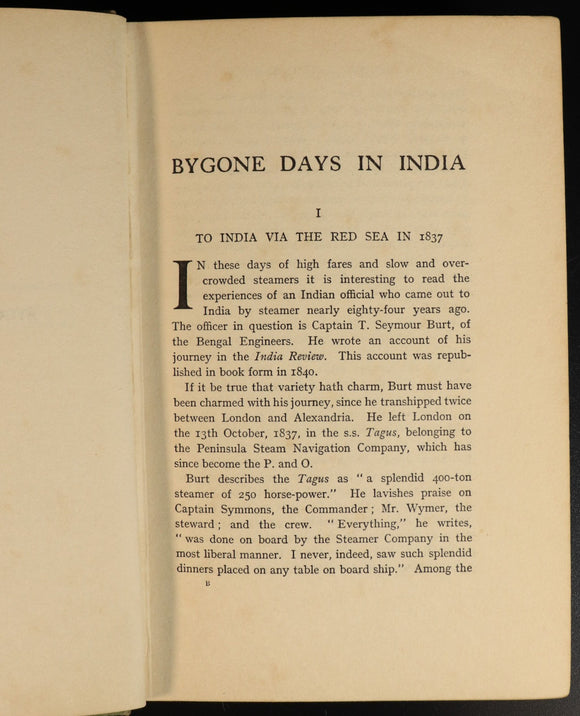 BYGONE DAYS IN INDIA
I
TO INDIA VIA THE RED SEA IN 1837
IN these days of high fares and slow and over-
crowded steamers it is interesting to read the
experiences of an Indian official who came out to
India by steamer nearly eighty-four years ago.
The officer in question is Captain T. Seymour Burt, of
the Bengal Engineers. He wrote an account of his
journey in the India Review. This account was repub-
lished in book form in 1840.
If it be true that variety hath charm, Burt must have
been charmed with his journey, since he transhipped twice
between London and Alexandria. He left London on
the 13th October, 1837, in the s.s. Tagus, belonging to
the Peninsula Steam Navigation Company, which has
since become the P. and O.
Burt describes the Tagus as "a splendid 400-ton
steamer of 250 horse-power." He lavishes praise on
Captain Symmons, the Commander; Mr. Wymer, the
steward; and the crew. "Everything," he writes,
"was done on board by the Steamer Company in the
most liberal manner. I never, indeed, saw such splendid
dinners placed on any table on board ship." Among the
B